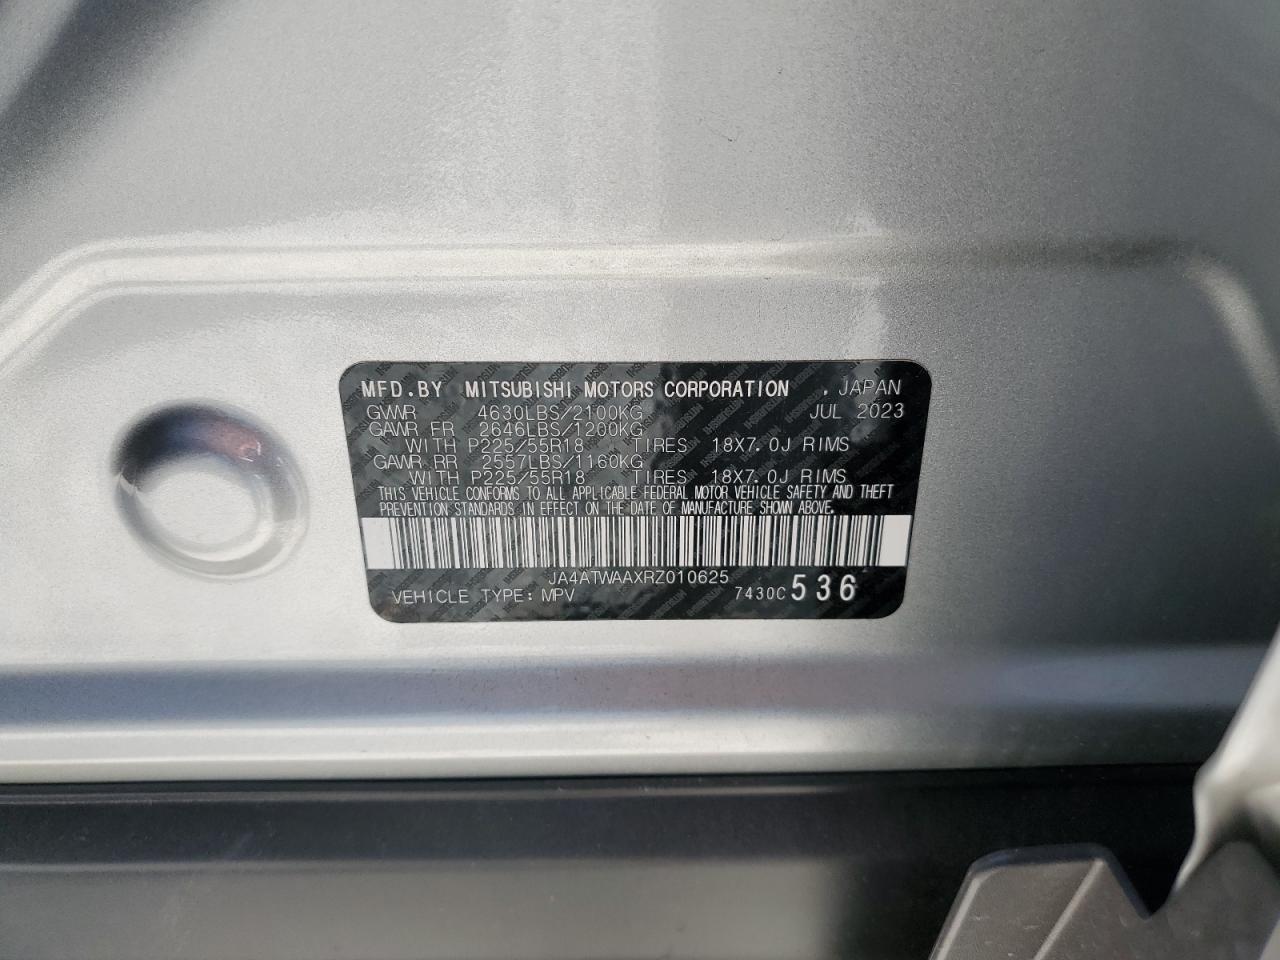 MFD.BY MITSUBISHI MOTORS CORPORATION , JAPAN
GVWR 4630LBS/2100KG JUL 2023
GAWR FR 2646LBS/1200KG
WITH P225/55R18 TIRES 18X7.0J RIMS
GAWR RR 2557LBS/1160KG
WITH P225/55R18 TIRES 18X7.0J RIMS
THIS VEHICLE CONFORMS TO ALL APPLICABLE FEDERAL MOTOR VEHICLE SAFETY AND THEFT
PREVENTION STANDARDS IN EFFECT ON THE DATE OF MANUFACTURE SHOWN ABOVE.
JA4ATWAAXRZ010625
VEHICLE TYPE: MPV 7430C 536